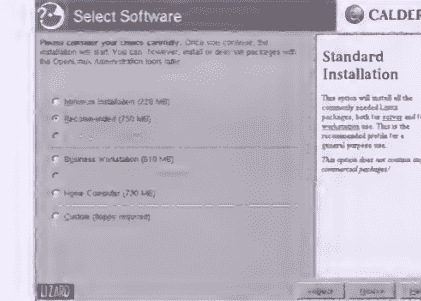 Select Software
CALDER
Please consider your choice carefully. Once you continue, the
installation will start. You can, however, install or de-install packages with
the OpenLinux Administration tools later.
Minimum Installation (220 MB)
Recommended (750 MB)
Business Workstation (610 MB)
Home Computer (730 MB)
Custom (floppy required)
Standard
Installation
This option will install all the
commonly needed Linux
packages, both for server and
workstation use. This is the
recommended profile for a
general purpose use.
This option does not contain any
commercial packages!
LIZARD